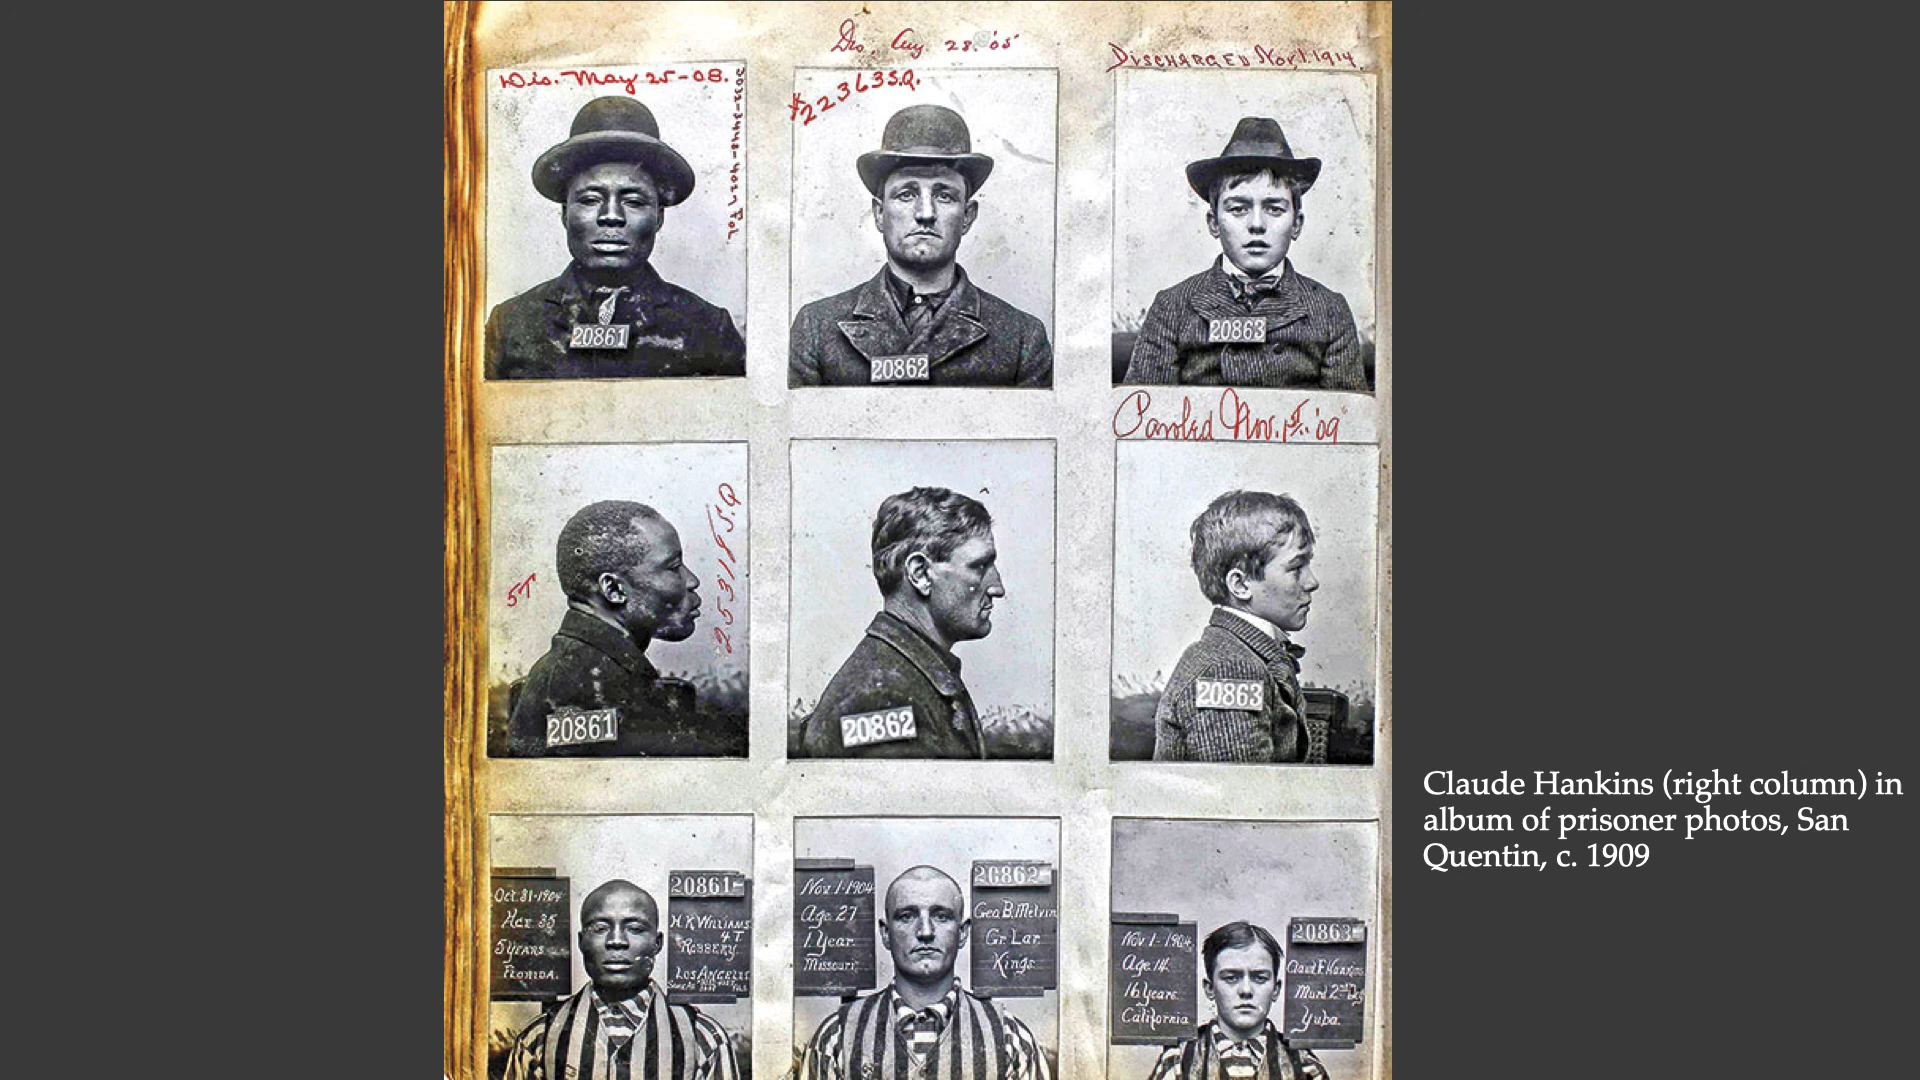 Dis. Aug. 28. '05
Discharged Nov. 1. 1914.
Dis. May 25-08.
#22363 S.Q.
20861
20862
20863
Paroled Nov. 1st. '09
25318 S.Q
20861
20862
20863
Oct. 31-1904
Age 35
5 Years
Florida.
20861
H. K. Williams
4 T.
Robbery.
Los Angeles
Nov. 1-1904
Age 27
1 Year.
Missouri.
20862
Geo. B. Melvin
Gr. Lar.
Kings.
Nov 1-1904.
Age 14.
16 Years.
California
20863
Claud F. Hankins
Murd 2nd Deg
Yuba.
Claude Hankins (right column) in
album of prisoner photos, San
Quentin, c. 1909